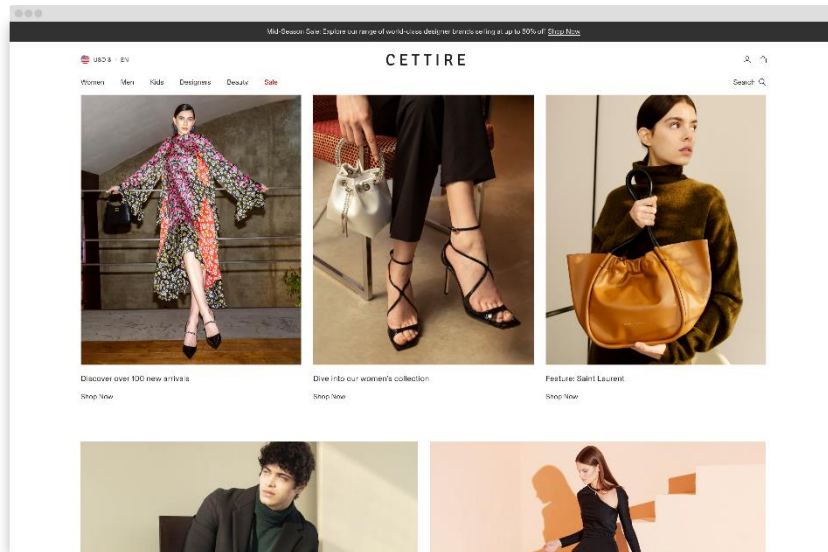 Mid-Season Sale: Explore our range of world-class designer brands selling at up to 50% off Shop Now
USD $ · EN
CETTIRE
Women Men Kids Designers Beauty Sale
Search
Discover over 100 new arrivals
Dive into our women's collection
Feature: Saint Laurent
Shop Now
Shop Now
Shop Now